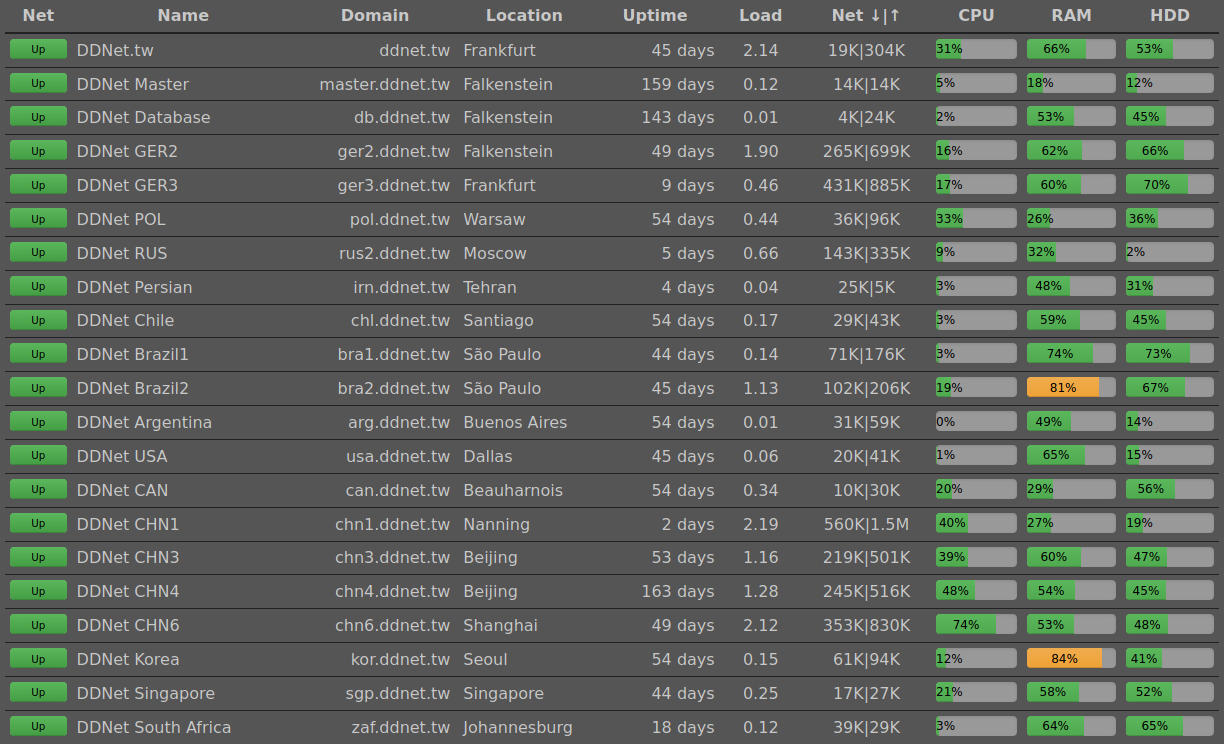 Net Name Domain Location Uptime Load Net ↓|↑ CPU RAM HDD
Up DDNet.tw ddnet.tw Frankfurt 45 days 2.14 19K|304K 31% 66% 53%
Up DDNet Master master.ddnet.tw Falkenstein 159 days 0.12 14K|14K 5% 18% 12%
Up DDNet Database db.ddnet.tw Falkenstein 143 days 0.01 4K|24K 2% 53% 45%
Up DDNet GER2 ger2.ddnet.tw Falkenstein 49 days 1.90 265K|699K 16% 62% 66%
Up DDNet GER3 ger3.ddnet.tw Frankfurt 9 days 0.46 431K|885K 17% 60% 70%
Up DDNet POL pol.ddnet.tw Warsaw 54 days 0.44 36K|96K 33% 26% 36%
Up DDNet RUS rus2.ddnet.tw Moscow 5 days 0.66 143K|335K 9% 32% 2%
Up DDNet Persian irn.ddnet.tw Tehran 4 days 0.04 25K|5K 3% 48% 31%
Up DDNet Chile chl.ddnet.tw Santiago 54 days 0.17 29K|43K 3% 59% 45%
Up DDNet Brazil1 bra1.ddnet.tw São Paulo 44 days 0.14 71K|176K 3% 74% 73%
Up DDNet Brazil2 bra2.ddnet.tw São Paulo 45 days 1.13 102K|206K 19% 81% 67%
Up DDNet Argentina arg.ddnet.tw Buenos Aires 45 days 0.01 31K|59K 0% 49% 14%
Up DDNet USA usa.ddnet.tw Dallas 45 days 0.06 20K|41K 1% 65% 15%
Up DDNet CAN can.ddnet.tw Beauharnois 54 days 0.34 10K|30K 20% 29% 56%
Up DDNet CHN1 chn1.ddnet.tw Nanning 2 days 2.19 560K|1.5M 40% 27% 19%
Up DDNet CHN3 chn3.ddnet.tw Beijing 53 days 1.16 219K|501K 39% 60% 47%
Up DDNet CHN4 chn4.ddnet.tw Beijing 163 days 1.28 245K|516K 48% 54% 45%
Up DDNet CHN6 chn6.ddnet.tw Shanghai 49 days 2.12 353K|830K 74% 53% 48%
Up DDNet Korea kor.ddnet.tw Seoul 54 days 0.15 61K|94K 12% 84% 41%
Up DDNet Singapore sgp.ddnet.tw Singapore 44 days 0.25 17K|27K 21% 58% 52%
Up DDNet South Africa zaf.ddnet.tw Johannesburg 18 days 0.12 39K|29K 3% 64% 65%